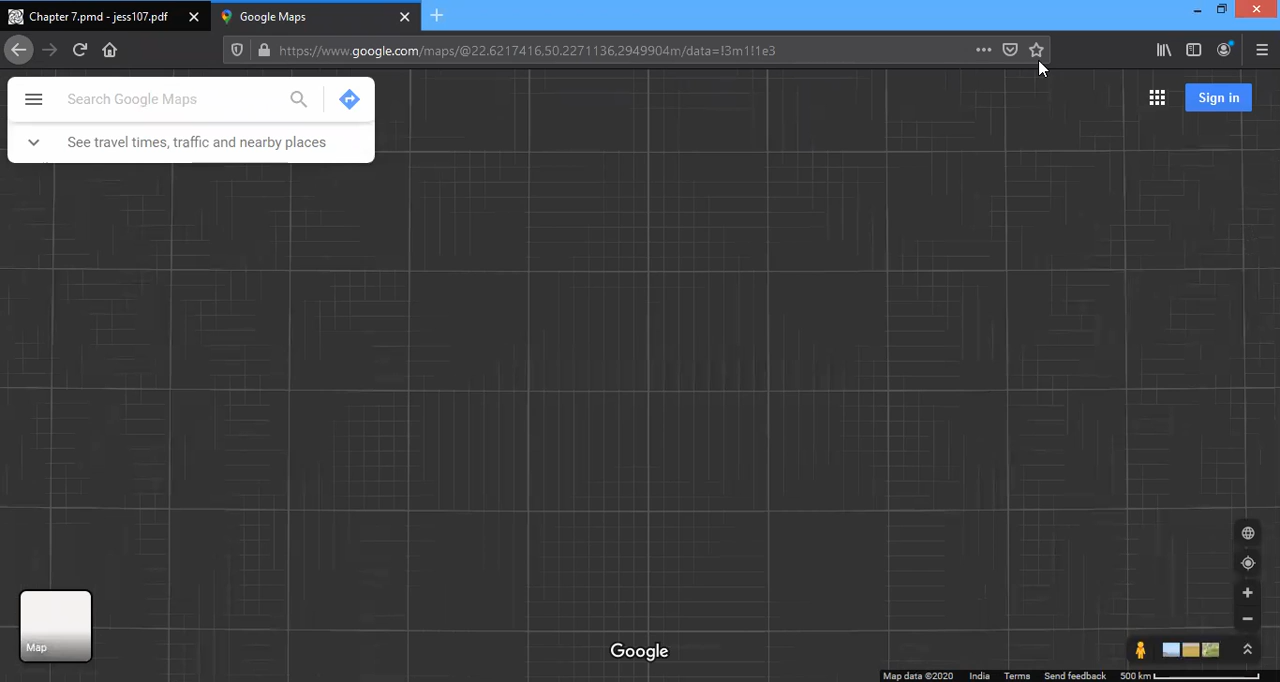 Chapter 7.pmd - jess107.pdf
Google Maps
https://www.google.com/maps/@22.6217416,50.2271136,2949904m/data=!3m1!1e3
Search Google Maps
Sign in
See travel times, traffic and nearby places
Map
Google
Map data ©2020 India Terms Send feedback 500 km